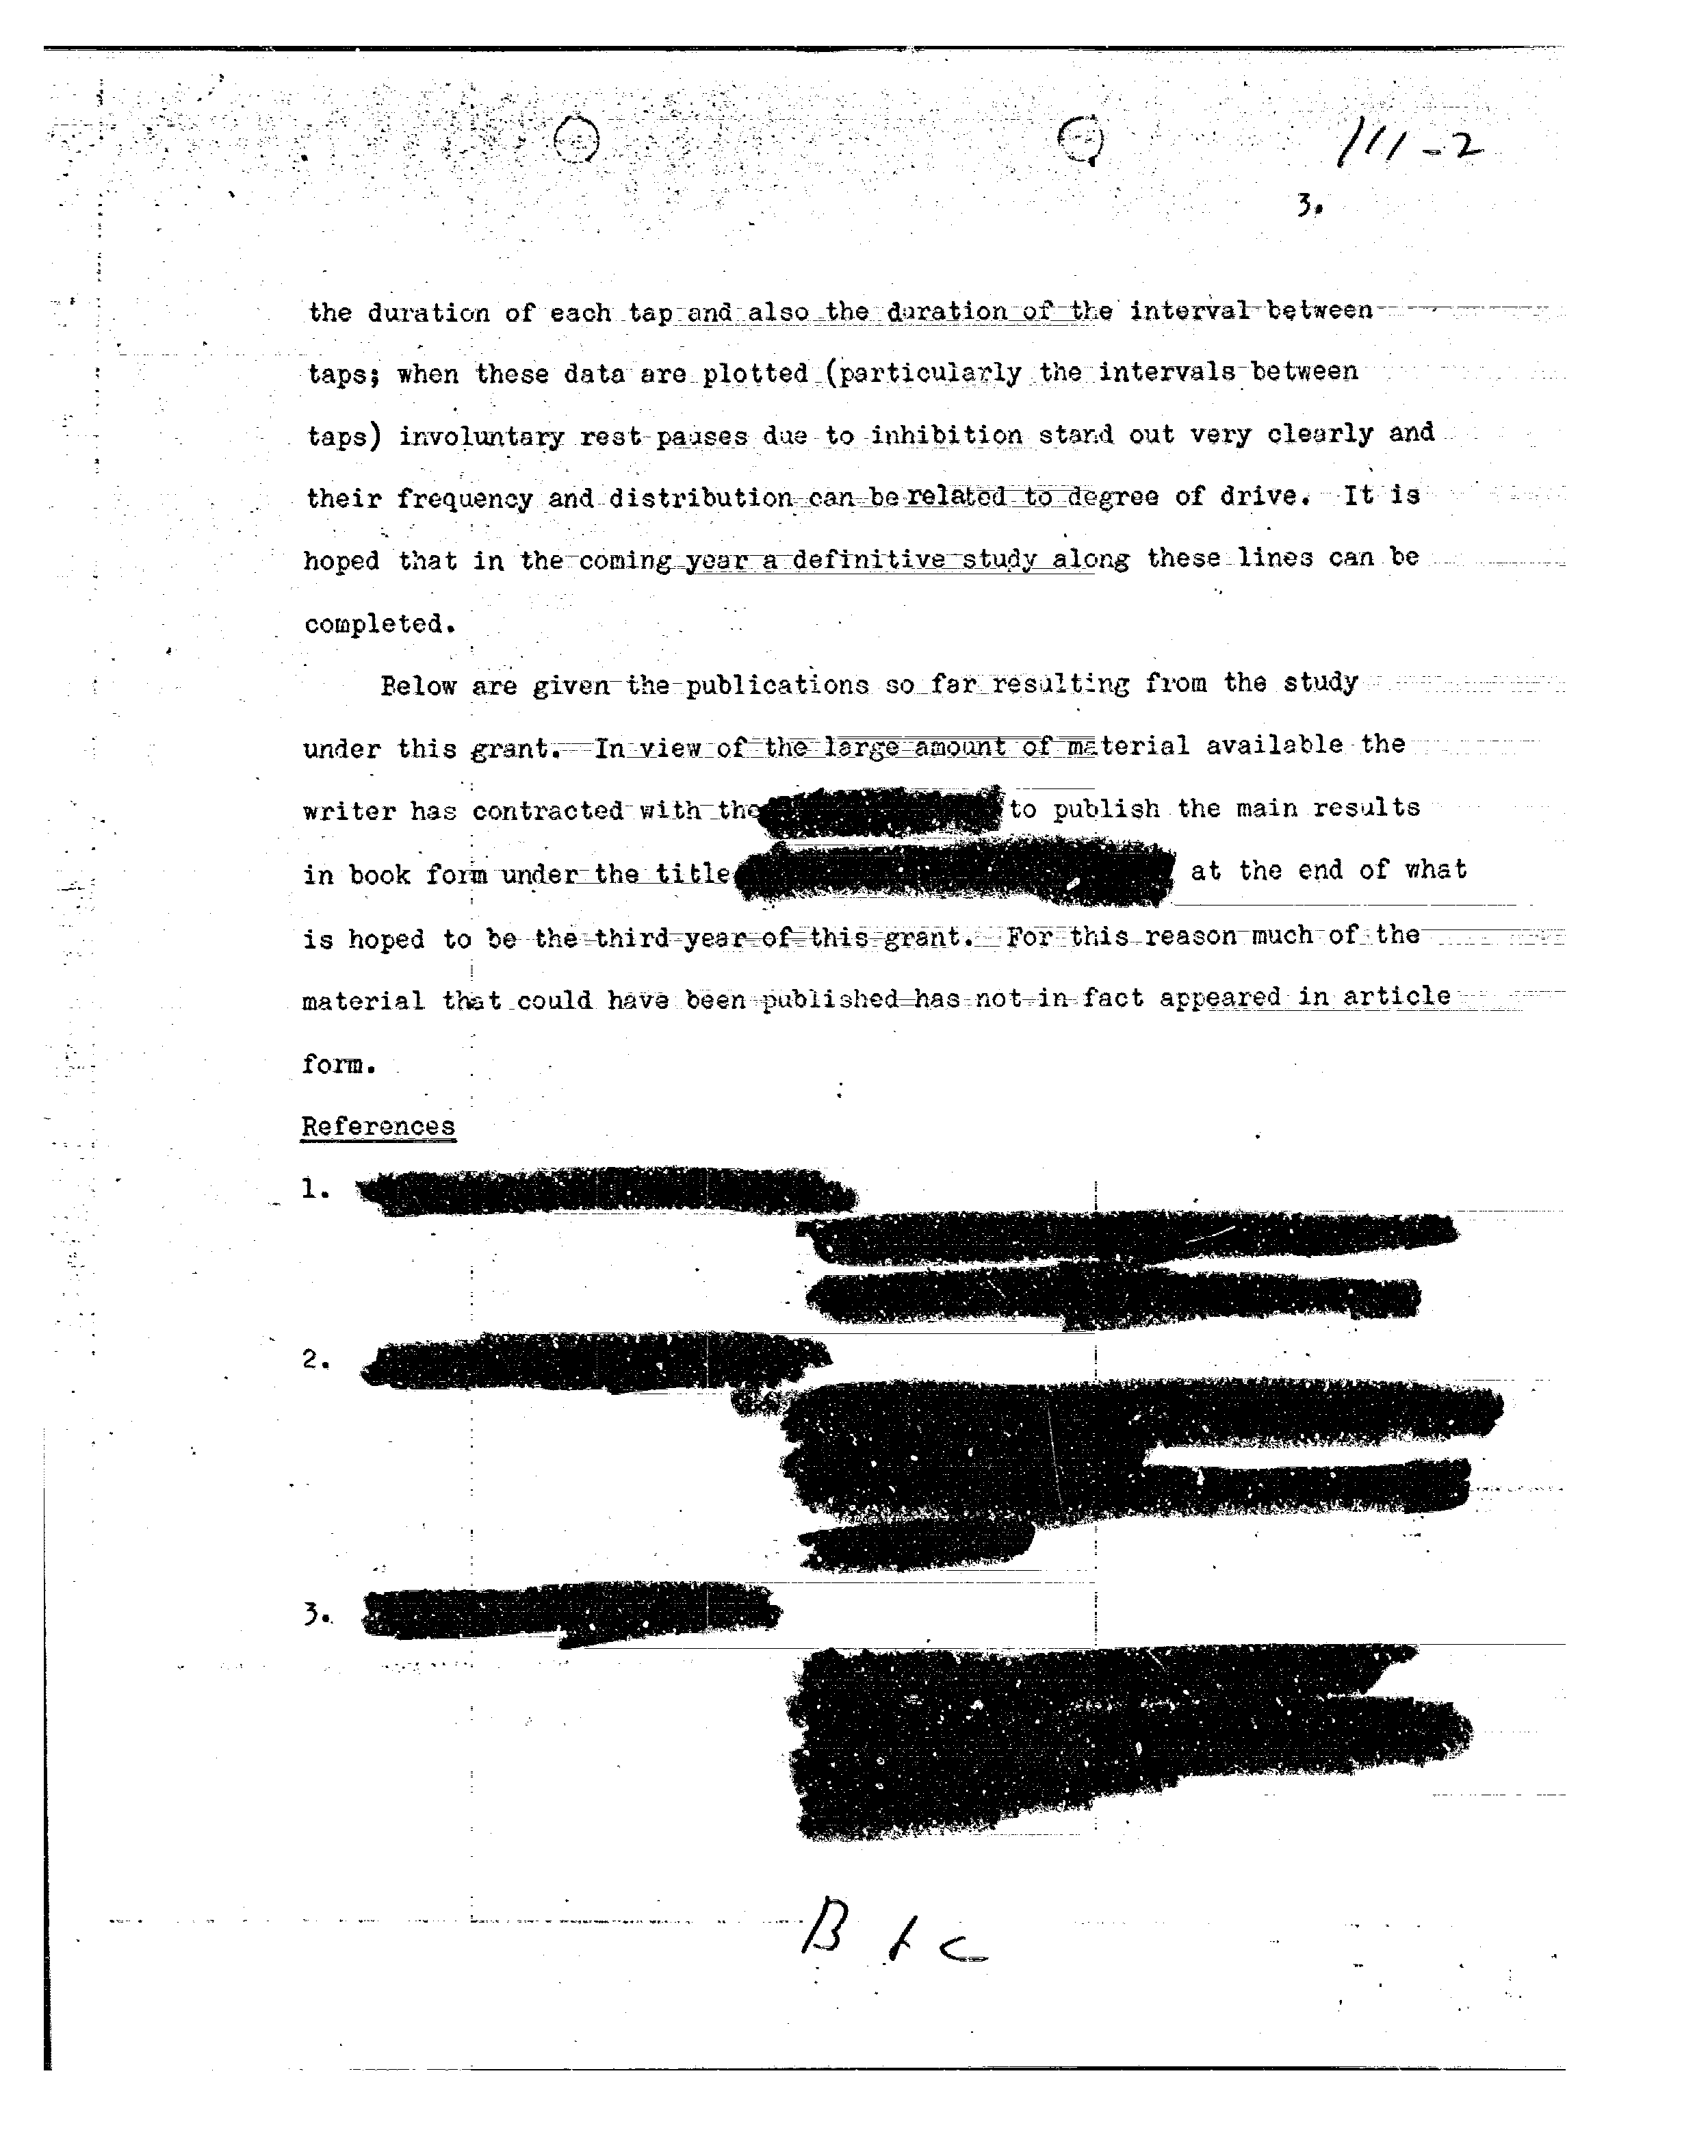 111-2
3.
the duration of each tap and also the duration of the interval between
taps; when these data are plotted (particularly the intervals between
taps) involuntary rest pauses due to inhibition stand out very clearly and
their frequency and distribution can be related to degree of drive. It is
hoped that in the coming year a definitive study along these lines can be
completed.
Below are given the publications so far resulting from the study
under this grant. In view of the large amount of material available the
writer has contracted with the to publish the main results
in book form under the title at the end of what
is hoped to be the third year of this grant. For this reason much of the
material that could have been published has not in fact appeared in article
form.
References
1.
2.
3.
B